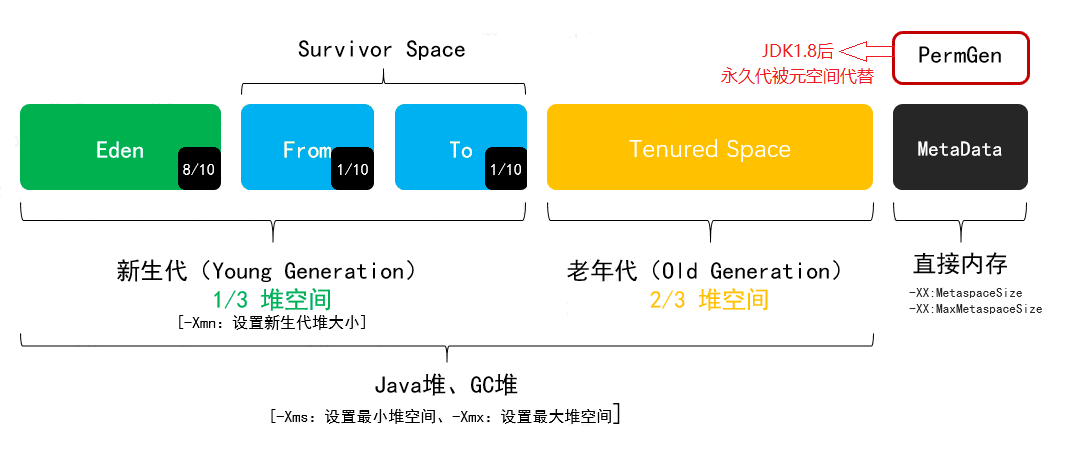 Survivor Space
JDK1.8后
永久代被元空间代替
PermGen
Eden
8/10
From
1/10
To
1/10
Tenured Space
MetaData
新生代（Young Generation）
1/3 堆空间
[-Xmn：设置新生代堆大小]
老年代（Old Generation）
2/3 堆空间
直接内存
-XX:MetaspaceSize
-XX:MaxMetaspaceSize
Java堆、GC堆
[-Xms：设置最小堆空间、-Xmx：设置最大堆空间]